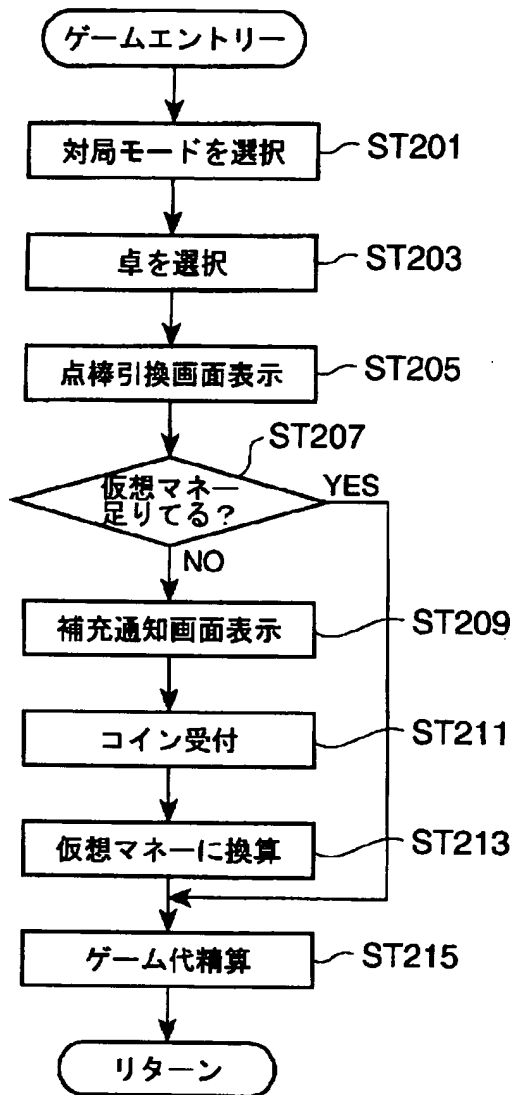 ゲームエントリー
対局モードを選択
ST201
卓を選択
ST203
点棒引換画面表示
ST205
ST207
仮想マネー
足りてる？
YES
NO
補充通知画面表示
ST209
コイン受付
ST211
仮想マネーに換算
ST213
ゲーム代精算
ST215
リターン